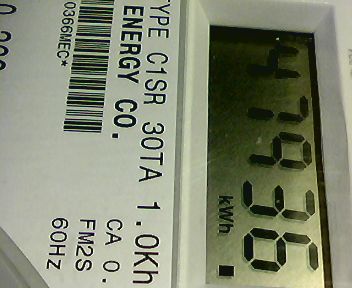 47936
kWh
TYPE C1SR 30TA 1.0Kh
ENERGY CO.
CA 0.
FM2S
60HZ
0366MEC*